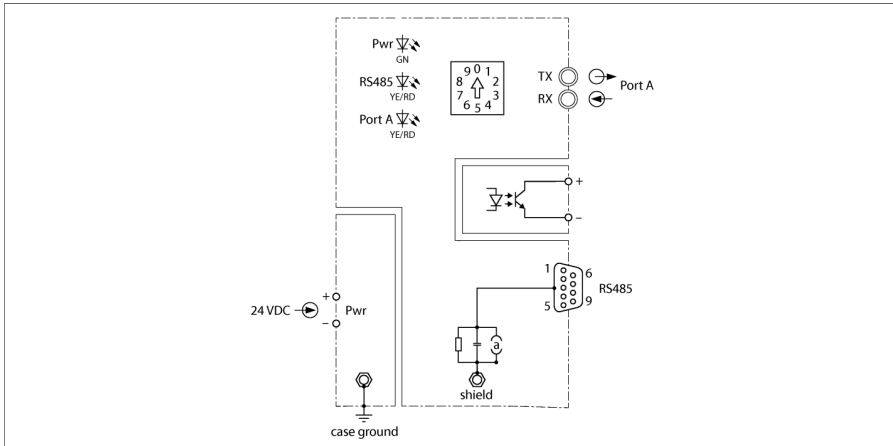 Pwr
GN
RS485
YE/RD
Port A
YE/RD
9 0 1
8 2
7 3
6 5 4
TX
RX
Port A
+
−
1
6
5
9
RS485
24 VDC
+
−
Pwr
a
shield
case ground